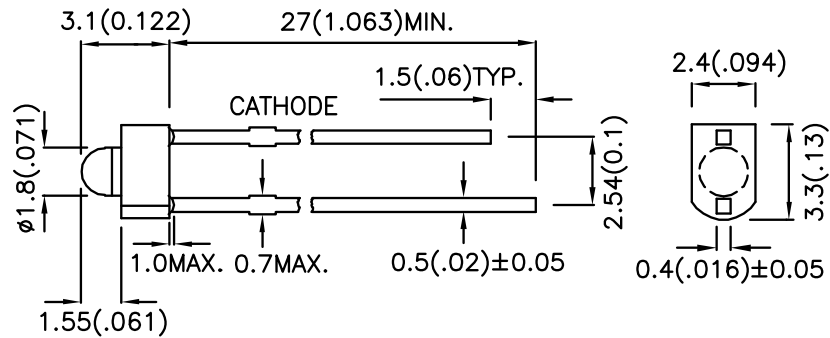 3.1(0.122)
27(1.063)MIN.
1.5(.06)TYP.
2.4(.094)
CATHODE
ø1.8(.071)
2.54(0.1)
3.3(.13)
1.0MAX.
0.7MAX.
0.5(.02)±0.05
0.4(.016)±0.05
1.55(.061)